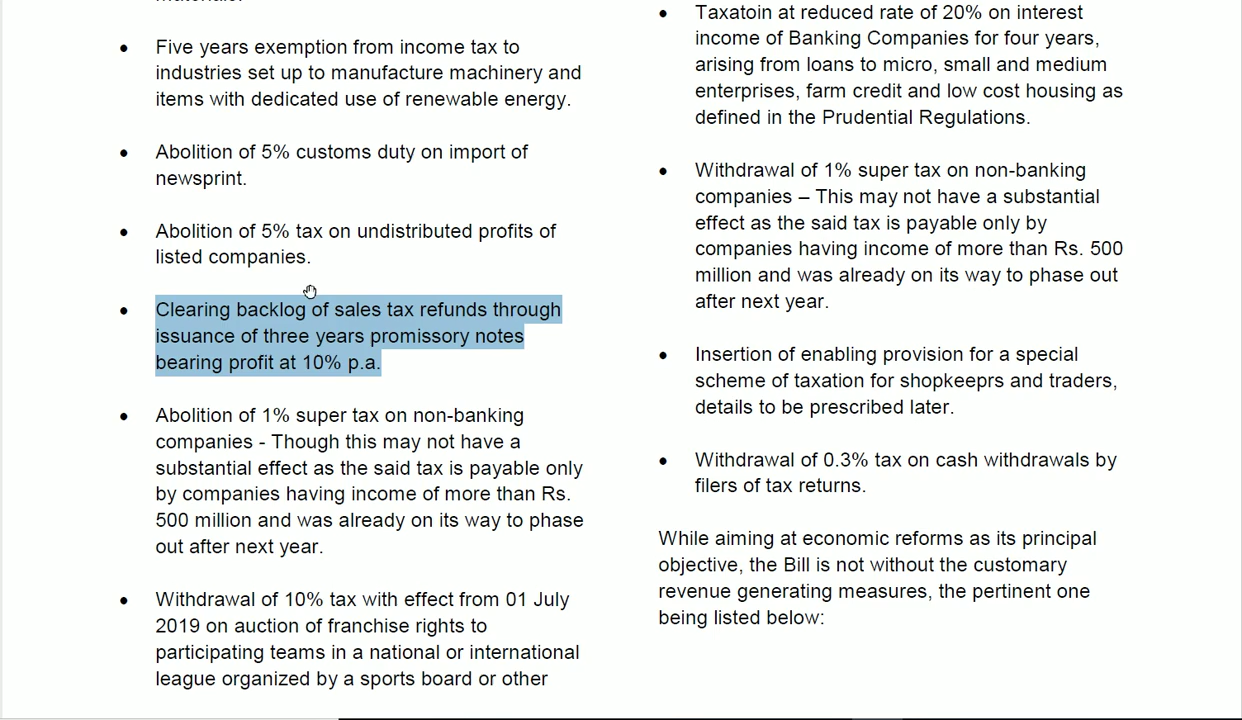 Five years exemption from income tax to
industries set up to manufacture machinery and
items with dedicated use of renewable energy.
Abolition of 5% customs duty on import of
newsprint.
Abolition of 5% tax on undistributed profits of
listed companies.
Clearing backlog of sales tax refunds through
issuance of three years promissory notes
bearing profit at 10% p.a.
Abolition of 1% super tax on non-banking
companies - Though this may not have a
substantial effect as the said tax is payable only
by companies having income of more than Rs.
500 million and was already on its way to phase
out after next year.
Withdrawal of 10% tax with effect from 01 July
2019 on auction of franchise rights to
participating teams in a national or international
league organized by a sports board or other
Taxatoin at reduced rate of 20% on interest
income of Banking Companies for four years,
arising from loans to micro, small and medium
enterprises, farm credit and low cost housing as
defined in the Prudential Regulations.
Withdrawal of 1% super tax on non-banking
companies – This may not have a substantial
effect as the said tax is payable only by
companies having income of more than Rs. 500
million and was already on its way to phase out
after next year.
Insertion of enabling provision for a special
scheme of taxation for shopkeeprs and traders,
details to be prescribed later.
Withdrawal of 0.3% tax on cash withdrawals by
filers of tax returns.
While aiming at economic reforms as its principal
objective, the Bill is not without the customary
revenue generating measures, the pertinent one
being listed below: